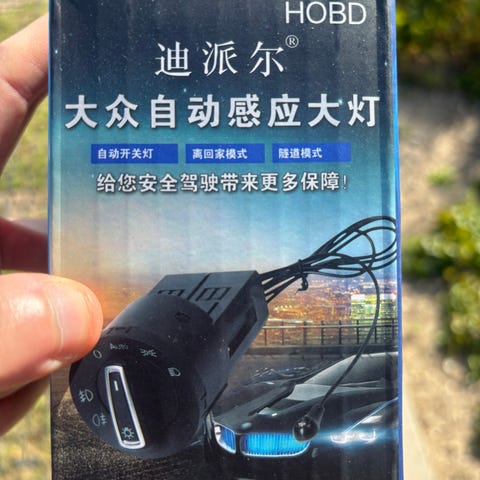 HOBD
迪派尔®
大众自动感应大灯
自动开关灯 离回家模式 隧道模式
给您安全驾驶带来更多保障!
O AUTO